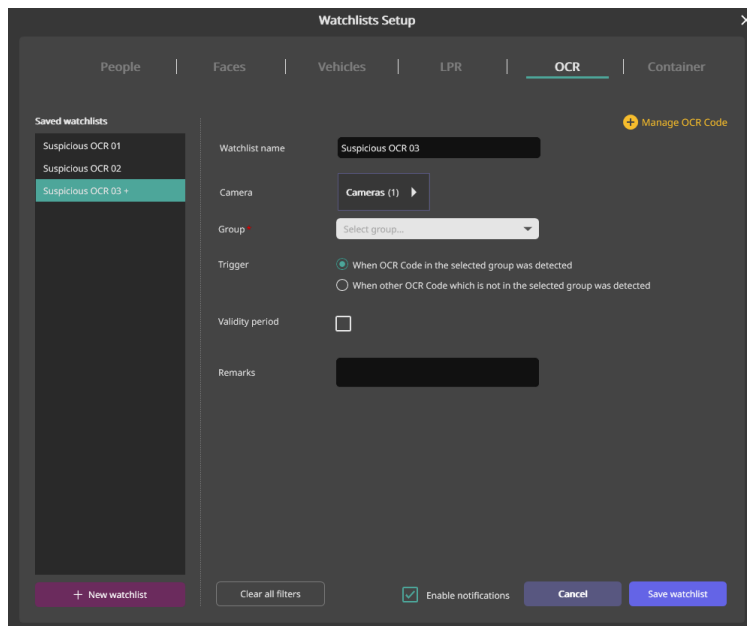 Watchlists Setup
People | Faces | Vehicles | LPR | OCR | Container
Saved watchlists
Manage OCR Code
Suspicious OCR 01
Suspicious OCR 02
Suspicious OCR 03 +
Watchlist name Suspicious OCR 03
Camera Cameras (1)
Group * Select group...
Trigger When OCR Code in the selected group was detected
When other OCR Code which is not in the selected group was detected
Validity period
Remarks
+ New watchlist Clear all filters Enable notifications Cancel Save watchlist